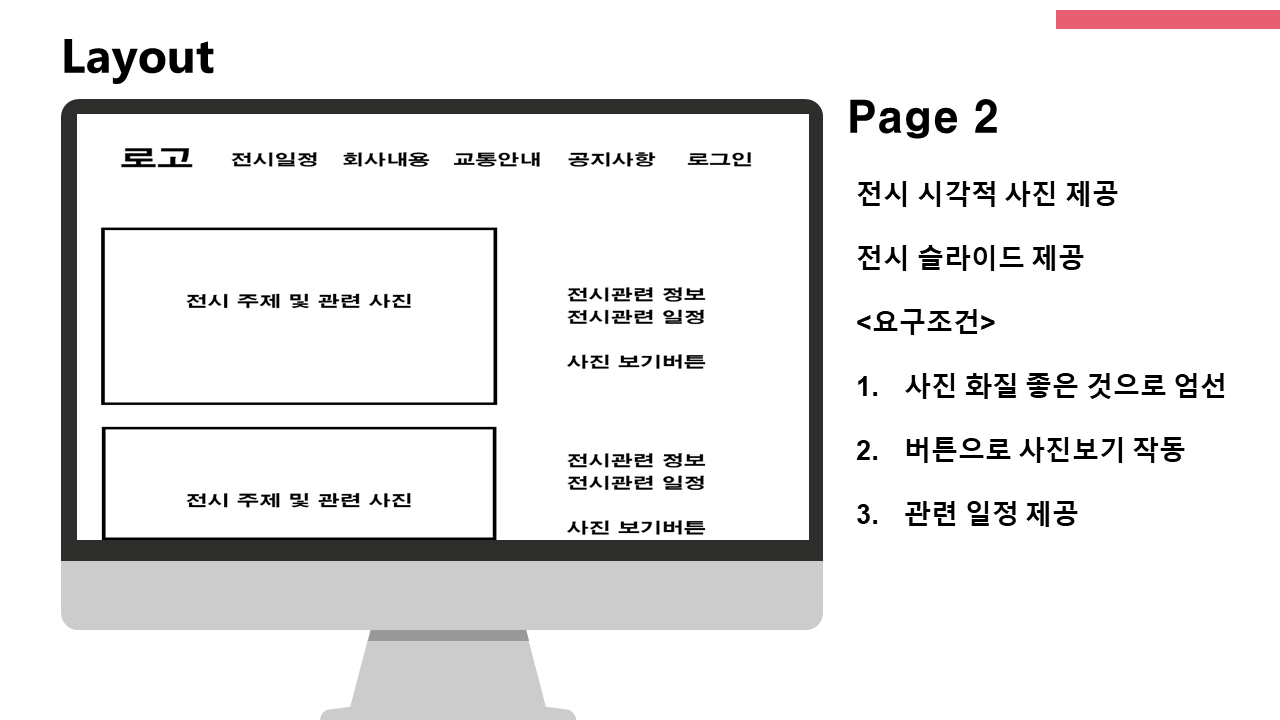 Layout
로고 전시일정 회사내용 교통안내 공지사항 로그인
전시 주제 및 관련 사진
전시관련 정보
전시관련 일정
사진 보기버튼
전시 주제 및 관련 사진
전시관련 정보
전시관련 일정
사진 보기버튼
Page 2
전시 시각적 사진 제공
전시 슬라이드 제공
<요구조건>
1. 사진 화질 좋은 것으로 엄선
2. 버튼으로 사진보기 작동
3. 관련 일정 제공